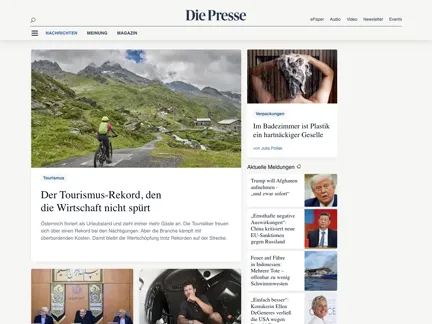 Die Presse
ePaper Audio Video Newsletter Events
NACHRICHTEN MEINUNG MAGAZIN
Tourismus
Der Tourismus-Rekord, den
die Wirtschaft nicht spürt
Österreich floriert als Urlaubsland und zieht immer mehr Gäste an. Die Touristiker freuen
sich über einen Rekord bei den Nächtigungen. Aber die Branche kämpft mit
überbordenden Kosten. Damit bleibt die Wertschöpfung trotz Rekorden auf der Strecke.
Verpackungen
Im Badezimmer ist Plastik
ein hartnäckiger Geselle
von Julia Pollak
Aktuelle Meldungen
Trump will Afghanen
aufnehmen -
„und zwar sofort“
„Ernsthafte negative
Auswirkungen“:
China kritisiert neue
EU-Sanktionen
gegen Russland
Feuer auf Fähre
in Indonesien:
Mehrere Tote –
offenbar zu wenig
Schwimmwesten
„Einfach besser“:
Komikerin Ellen
DeGeneres verließ
die USA wegen